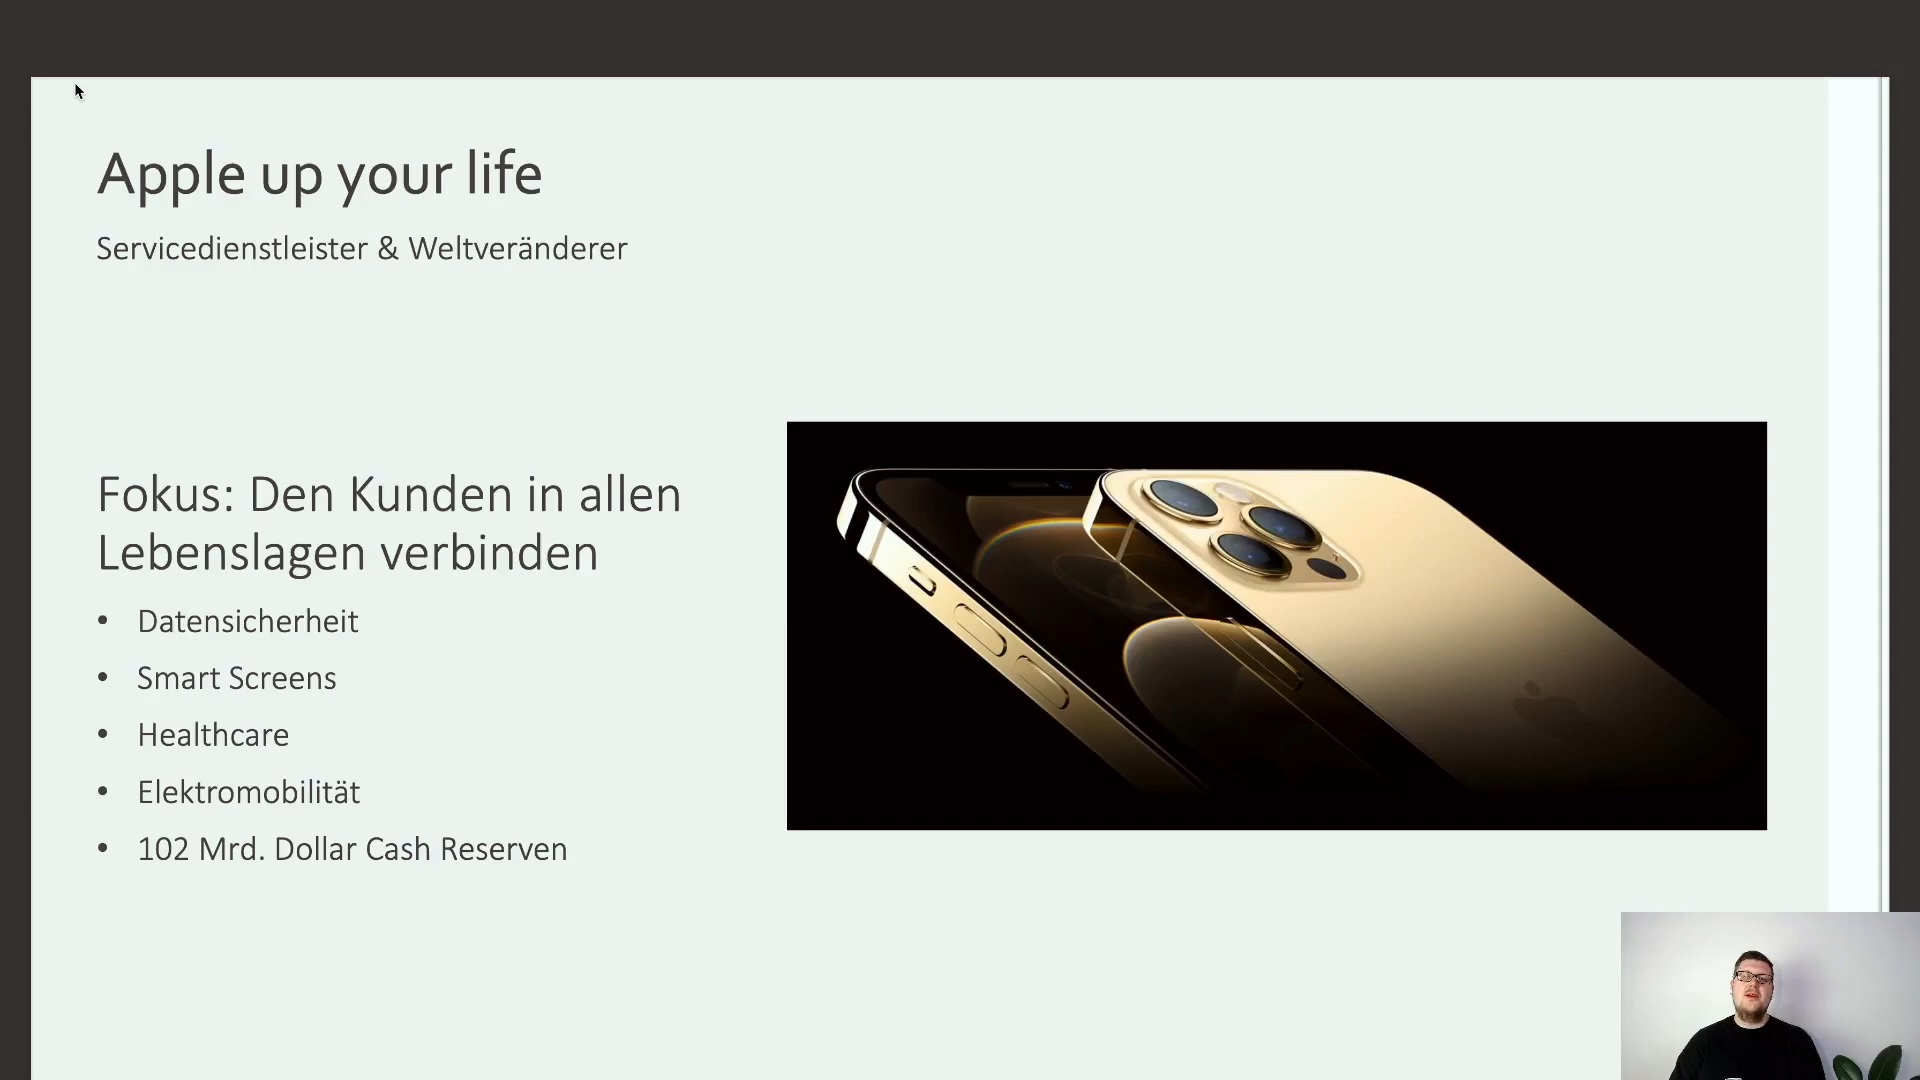 Apple up your life
Servicedienstleister & Weltveränderer
Fokus: Den Kunden in allen
Lebenslagen verbinden
• Datensicherheit
• Smart Screens
• Healthcare
• Elektromobilität
• 102 Mrd. Dollar Cash Reserven